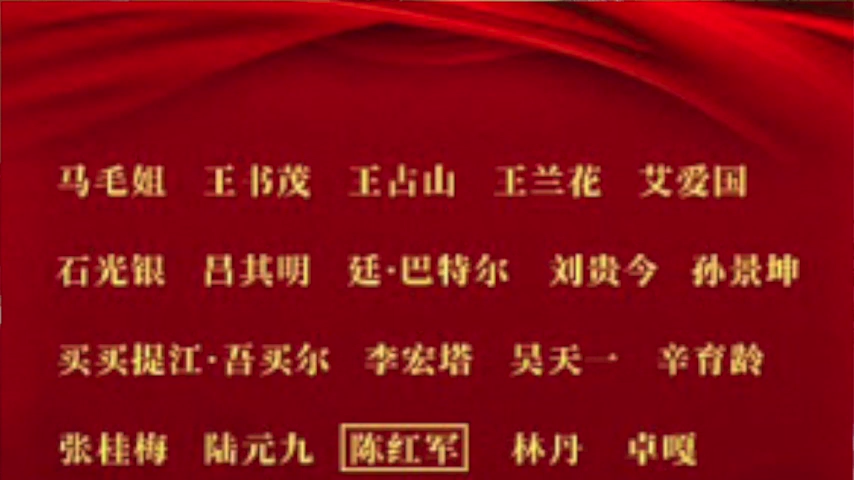 马毛姐 王书茂 王占山 王兰花 艾爱国
石光银 吕其明 廷·巴特尔 刘贵今 孙景坤
买买提江·吾买尔 李宏塔 吴天一 辛育龄
张桂梅 陆元九 陈红军 林丹 卓嘎